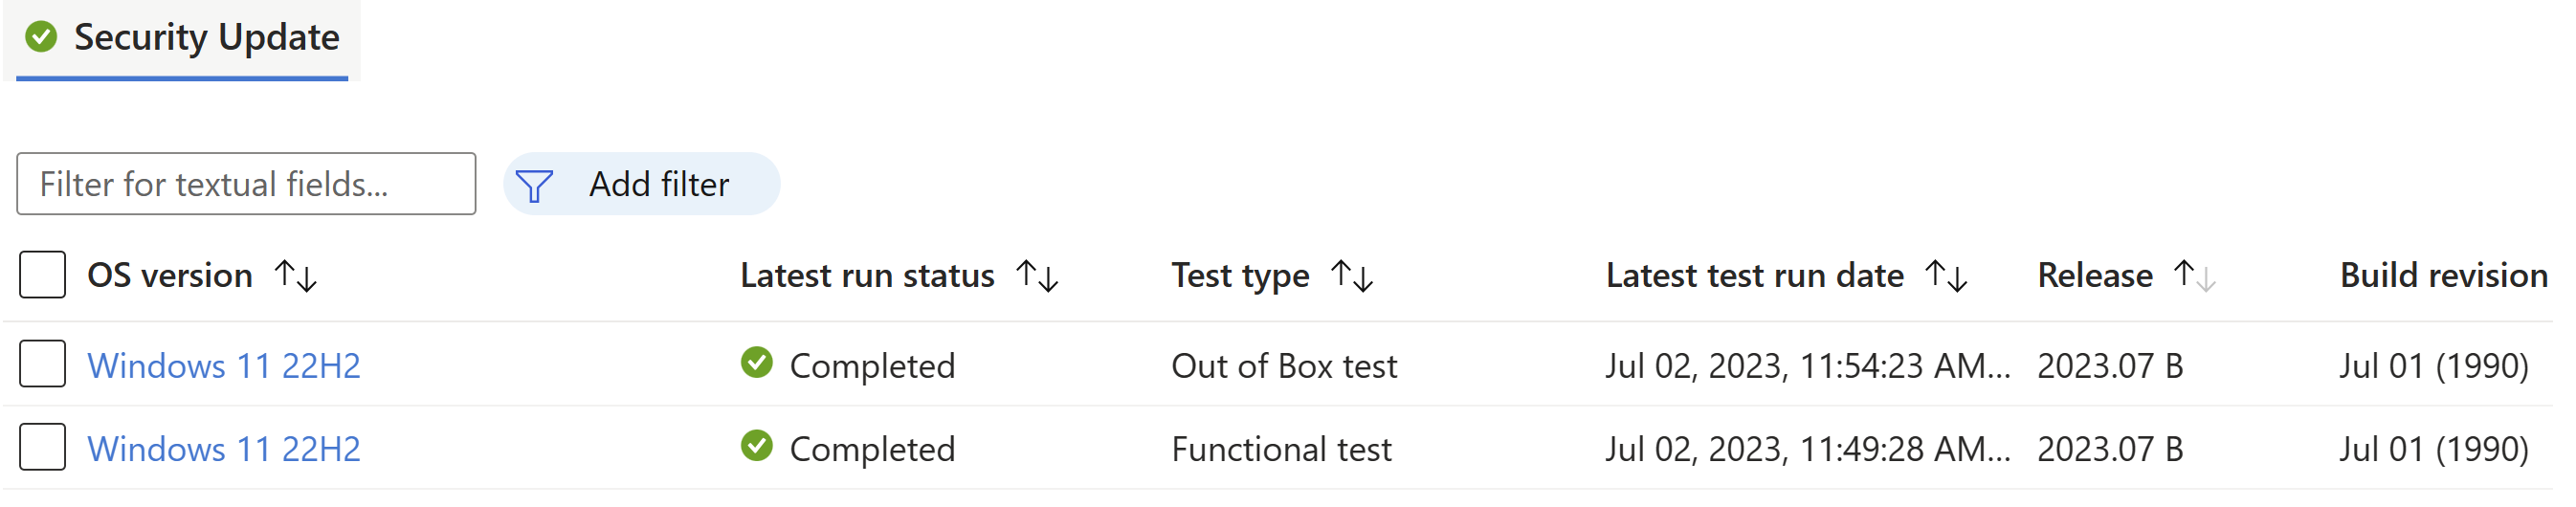 Security Update
Filter for textual fields... Add filter
OS version Latest run status Test type Latest test run date Release Build revision
Windows 11 22H2 Completed Out of Box test Jul 02, 2023, 11:54:23 AM... 2023.07 B Jul 01 (1990)
Windows 11 22H2 Completed Functional test Jul 02, 2023, 11:49:28 AM... 2023.07 B Jul 01 (1990)